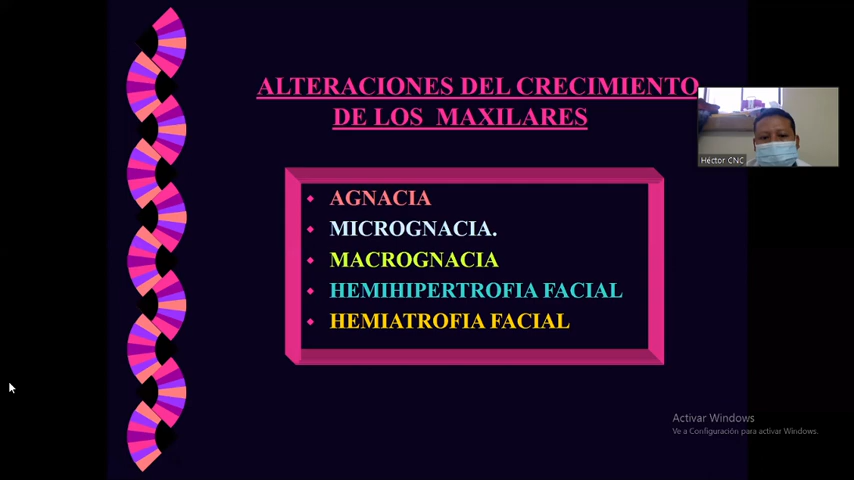 ALTERACIONES DEL CRECIMIENTO
DE LOS MAXILARES
Héctor CNC
AGNACIA
MICROGNACIA.
MACROGNACIA
HEMIHIPERTROFIA FACIAL
HEMIATROFIA FACIAL
Activar Windows
Ve a Configuración para activar Windows.